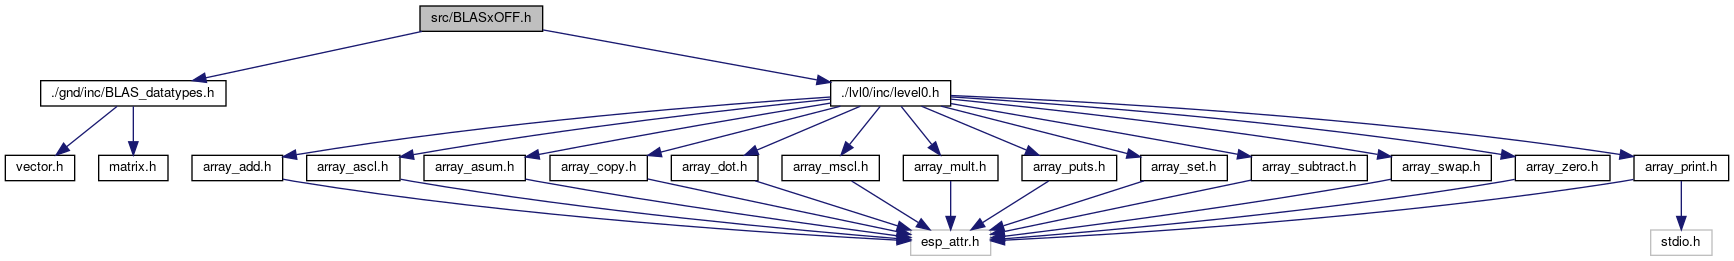 src/BLASxOFF.h
./gnd/inc/BLAS_datatypes.h
./lvl0/inc/level0.h
vector.h
matrix.h
array_add.h
array_ascl.h
array_asum.h
array_copy.h
array_dot.h
array_mscl.h
array_mult.h
array_puts.h
array_set.h
array_subtract.h
array_swap.h
array_zero.h
array_print.h
esp_attr.h
stdio.h